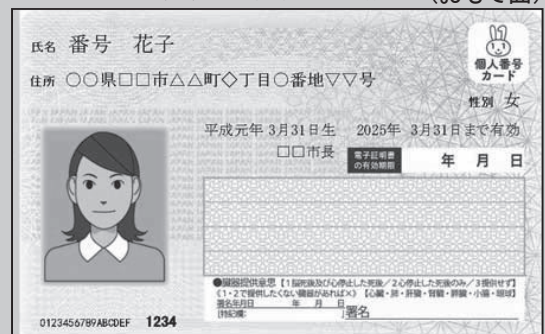 (おもて面)
氏名 番号 花子
個人番号
カード
住所 ○○県□□市△△町◇丁目○番地▽▽号
性別 女
平成元年 3月31日生 2025年 3月31日まで有効
□□市長 電子証明書の有効期限 年 月 日
●臓器提供意思【1脳死後及び心停止した死後/2心停止した死後のみ/3提供せず】
《1・2で提供したくない臓器があれば×》【心臓・肺・肝臓・腎臓・膵臓・小腸・眼球】
署名年月日 年 月 日
[特記欄: ]署名
0123456789ABCDEF 1234